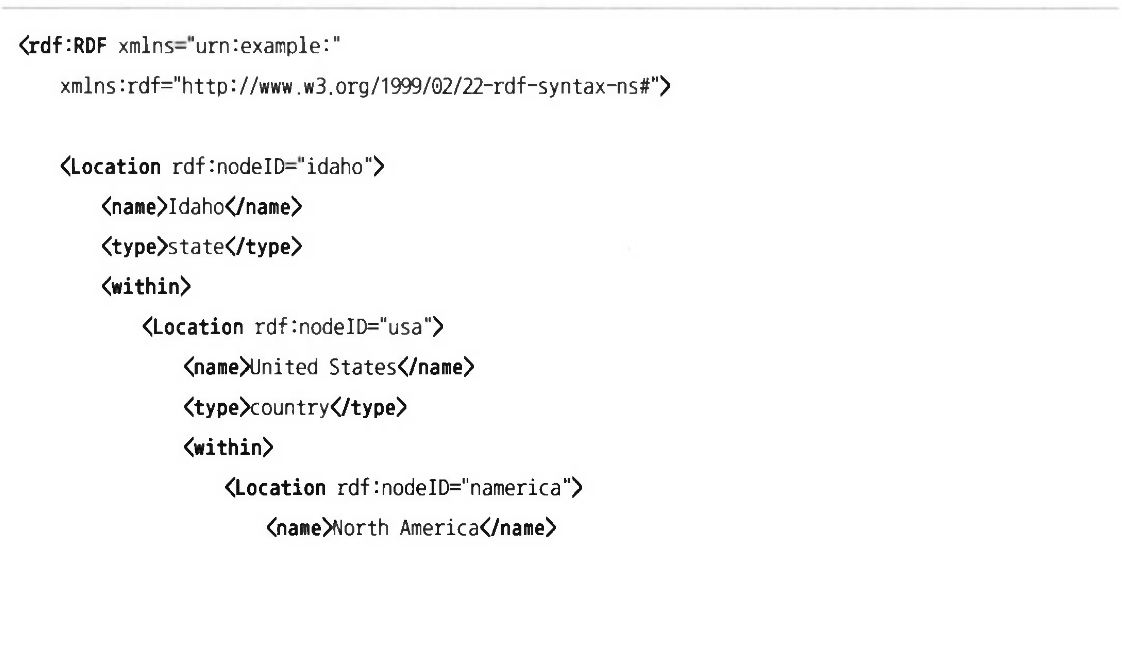 <rdf:RDF xmlns="urn:example:"
xmlns:rdf="http://www.w3.org/1999/02/22-rdf-syntax-ns#">
<Location rdf:nodeID="idaho">
<name>Idaho</name>
<type>state</type>
<within>
<Location rdf:nodeID="usa">
<name>United States</name>
<type>country</type>
<within>
<Location rdf:nodeID="namerica">
<name>North America</name>